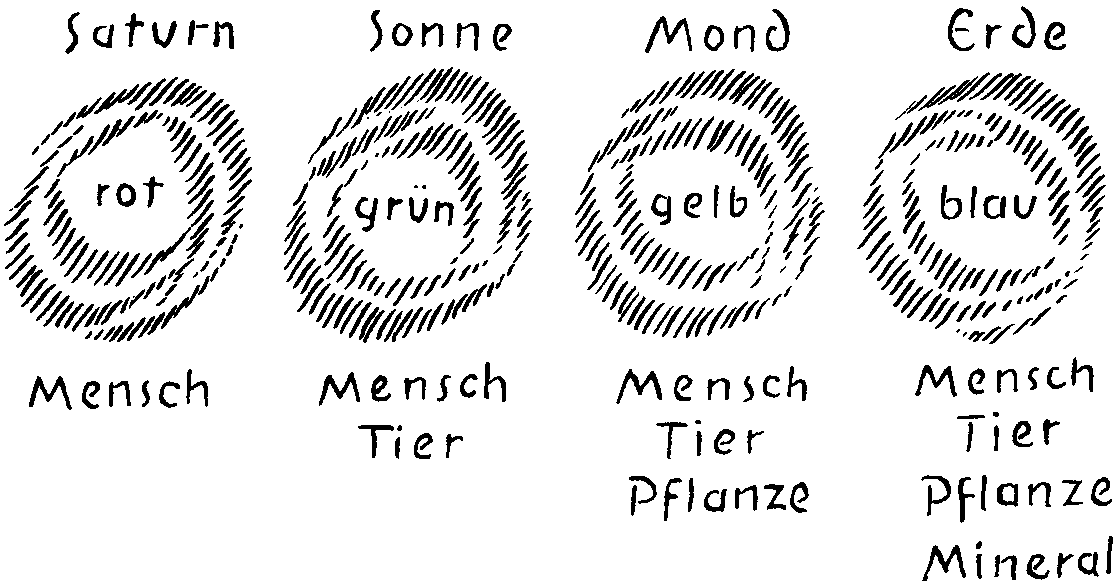 Saturn Sonne Mond Erde
rot grün gelb blau
Mensch Mensch Mensch Mensch
Tier Tier Tier
Pflanze Pflanze
Mineral